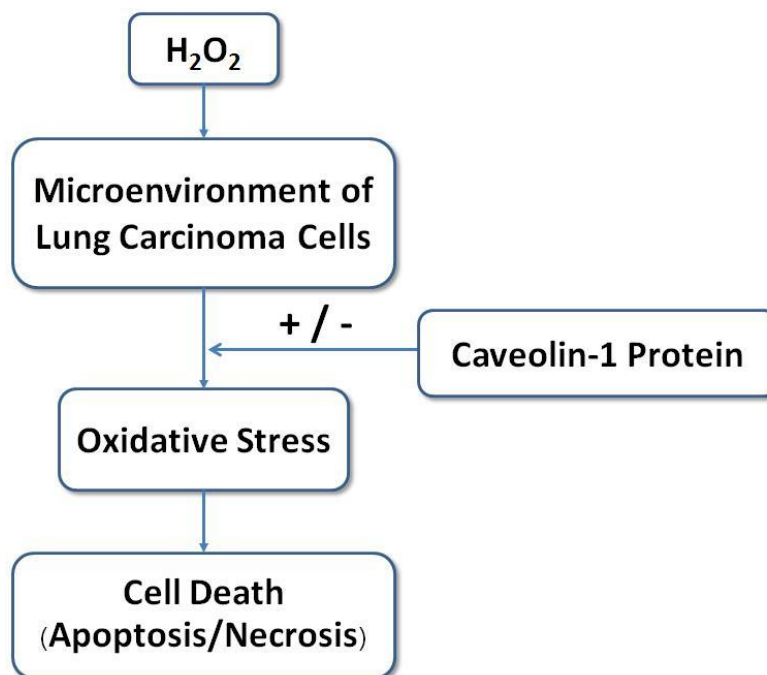 H₂O₂
Microenvironment of
Lung Carcinoma Cells
+ / -
Caveolin-1 Protein
Oxidative Stress
Cell Death
(Apoptosis/Necrosis)